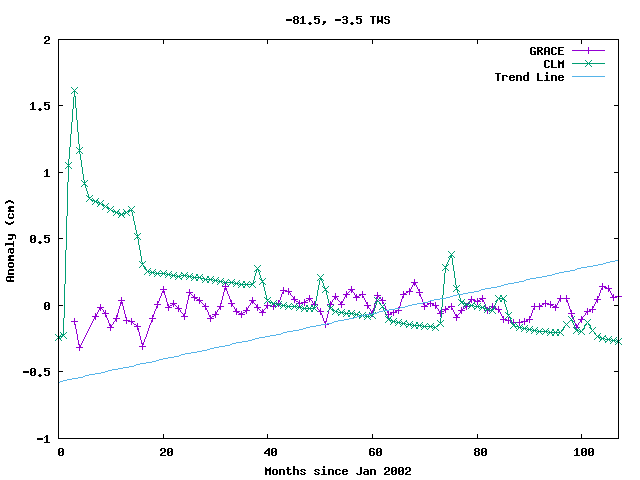 -81.5, -3.5 TWS
GRACE
CLM
Trend Line
2
1.5
1
0.5
0
-0.5
-1
Anomaly (cm)
0 20 40 60 80 100
Months since Jan 2002